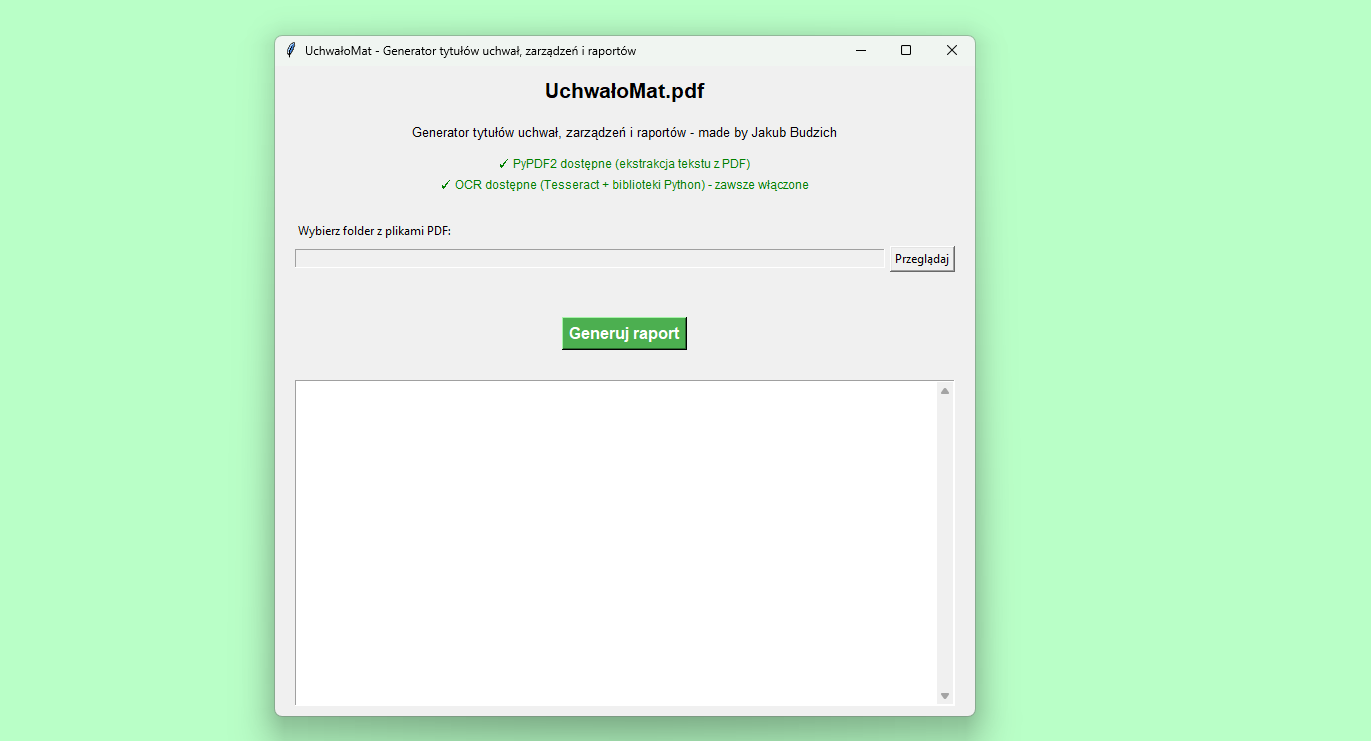 UchwałoMat - Generator tytułów uchwał, zarządzeń i raportów
UchwałoMat.pdf
Generator tytułów uchwał, zarządzeń i raportów - made by Jakub Budzich
✓ PyPDF2 dostępne (ekstrakcja tekstu z PDF)
✓ OCR dostępne (Tesseract + biblioteki Python) - zawsze włączone
Wybierz folder z plikami PDF:
Przeglądaj
Generuj raport